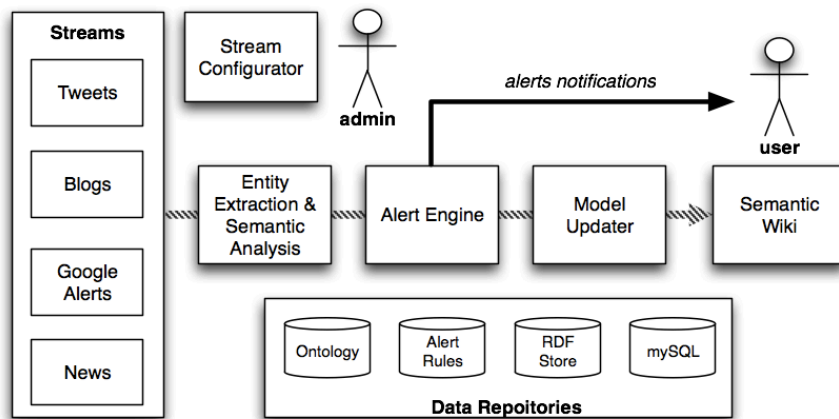 Streams
Tweets
Blogs
Google
Alerts
News
Stream
Configurator
admin
alerts notifications
user
Entity
Extraction &
Semantic
Analysis
Alert Engine
Model
Updater
Semantic
Wiki
Ontology
Alert
Rules
RDF
Store
mySQL
Data Repoitories